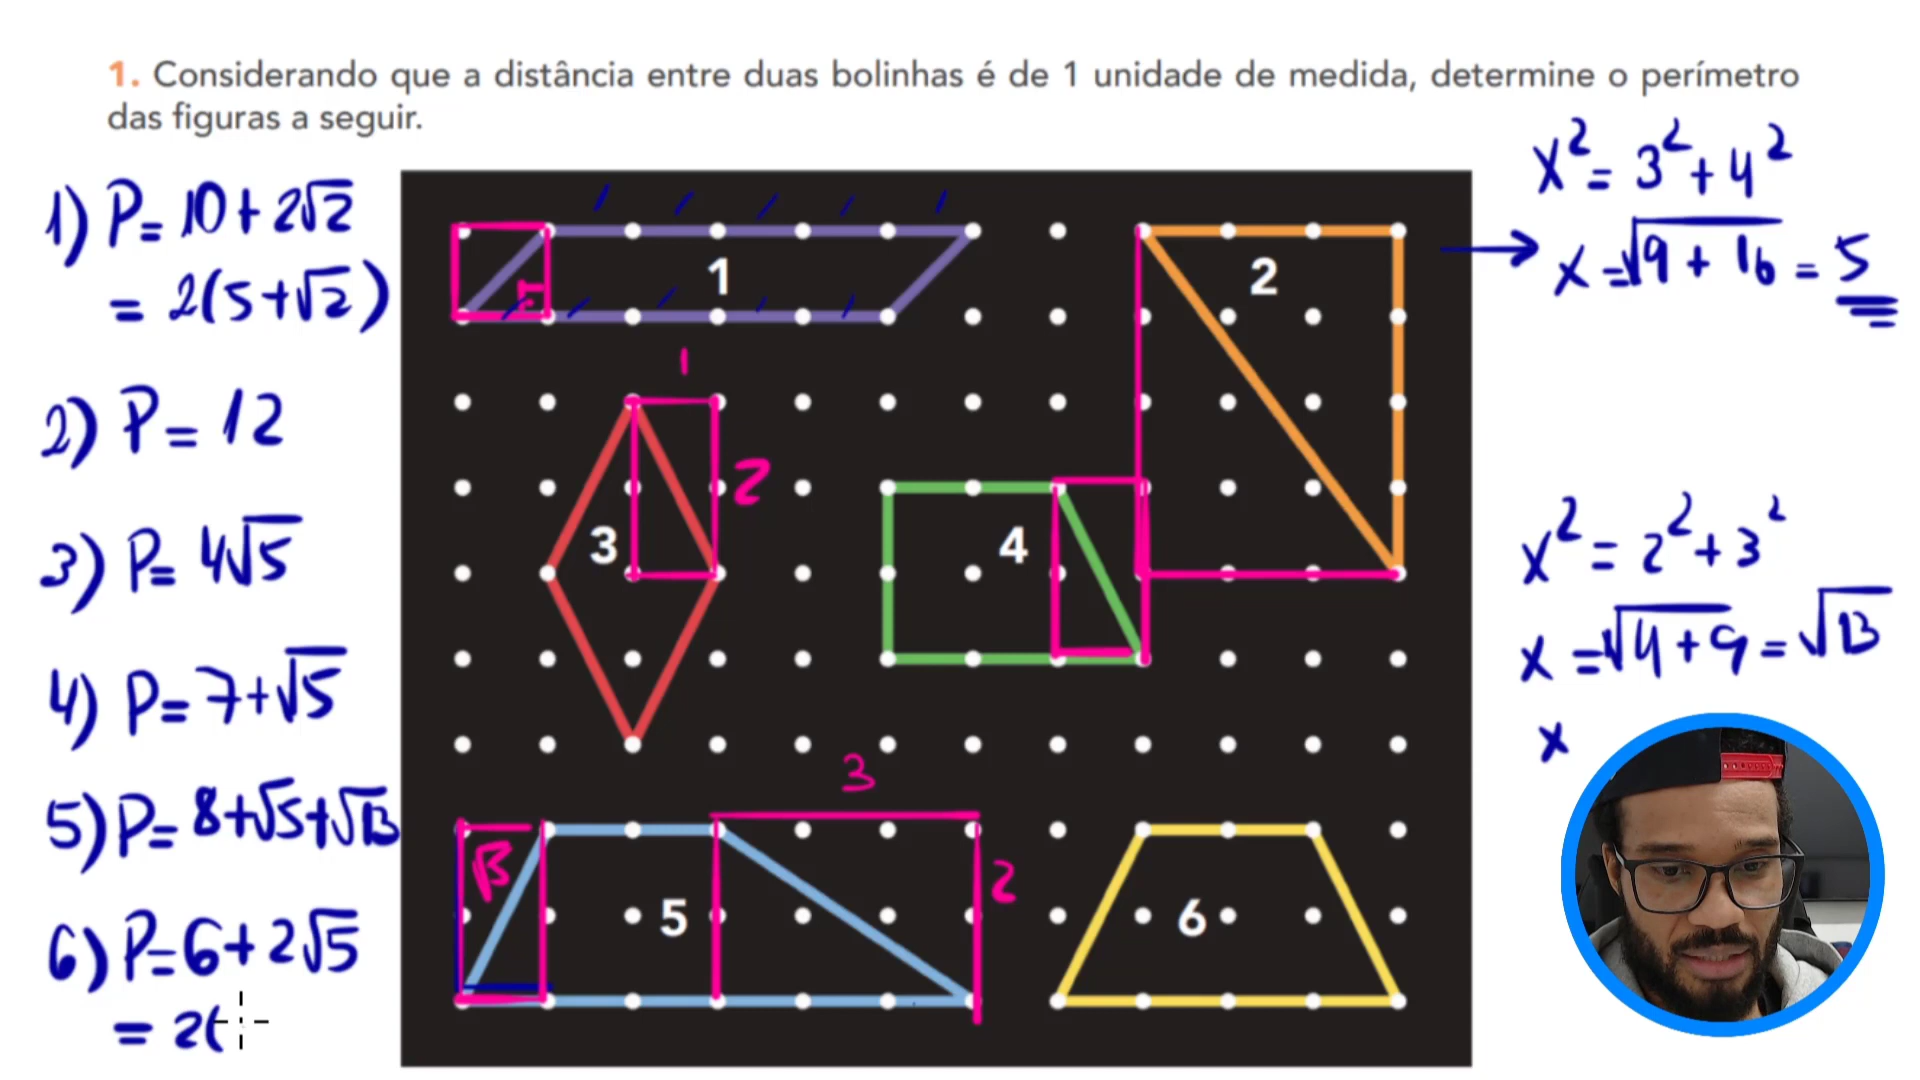 1. Considerando que a distância entre duas bolinhas é de 1 unidade de medida, determine o perímetro
das figuras a seguir.
1) P = 10 + 2√2
= 2(5+√2)
2) P = 12
3) P = 4√5
4) P = 7+√5
5) P = 8+√5+√13
6) P = 6 + 2√5
= 2(
1
2
1
3
2
4
3
√5
5
2
6
x² = 3² + 4²
x = √9 + 16 = 5
x² = 2² + 3²
x = √4+9 = √13
x